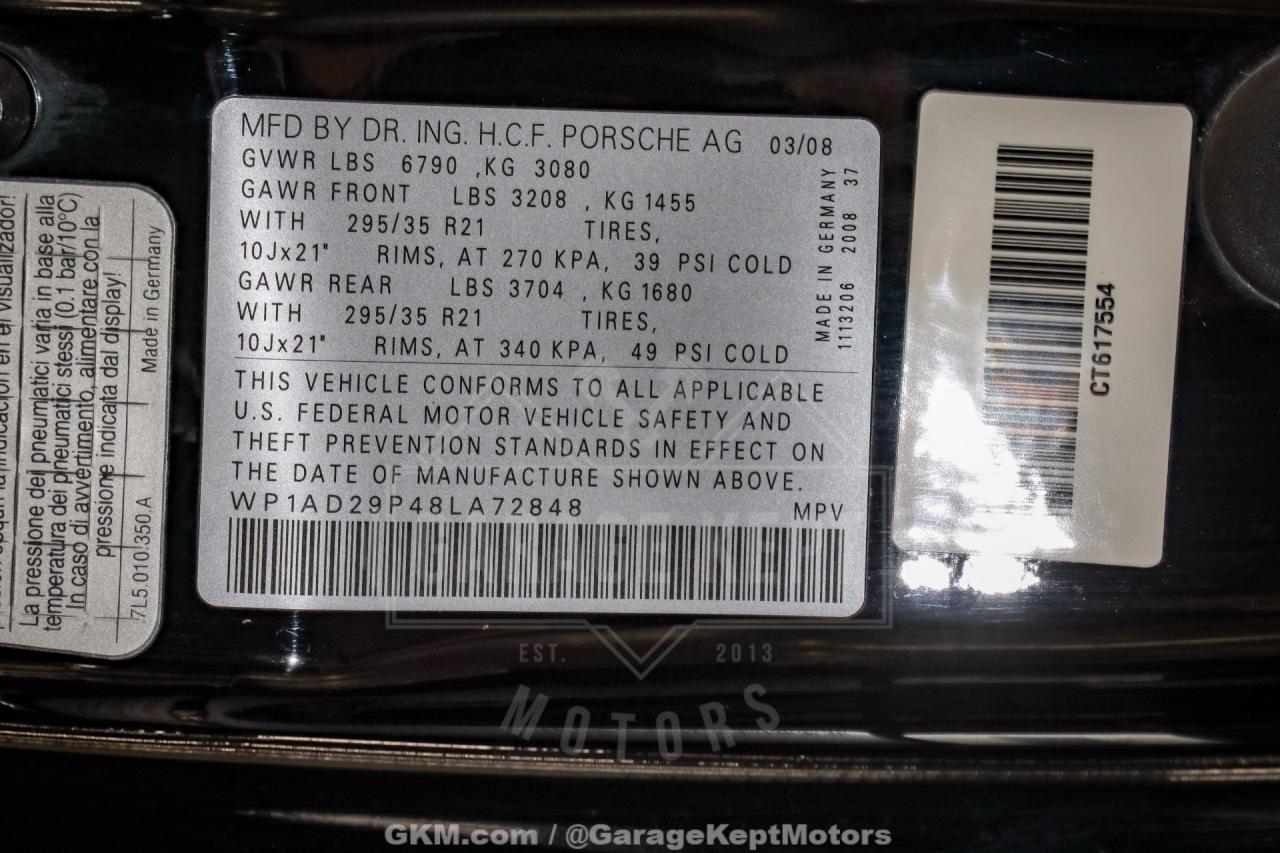 MFD BY DR. ING. H.C.F. PORSCHE AG 03/08
GVWR LBS 6790 ,KG 3080
GAWR FRONT LBS 3208 , KG 1455
WITH 295/35 R21 TIRES,
10Jx21" RIMS, AT 270 KPA, 39 PSI COLD
GAWR REAR LBS 3704 , KG 1680
WITH 295/35 R21 TIRES,
10Jx21" RIMS, AT 340 KPA, 49 PSI COLD
MADE IN GERMANY
1113206 2008 37
THIS VEHICLE CONFORMS TO ALL APPLICABLE
U.S. FEDERAL MOTOR VEHICLE SAFETY AND
THEFT PREVENTION STANDARDS IN EFFECT ON
THE DATE OF MANUFACTURE SHOWN ABOVE.
WP1AD29P48LA72848 MPV
indicación en el visualizador!
La pressione dei pneumatici varia in base alla
temperatura dei pneumatici stessi (0.1 bar/10°C)
In caso di avvertimento, alimentare con la
pressione indicata dal display!
7L5.010.350.A Made in Germany
CT617554
GARAGE KEPT
EST. 2013
MOTORS
GKM.com / @GarageKeptMotors